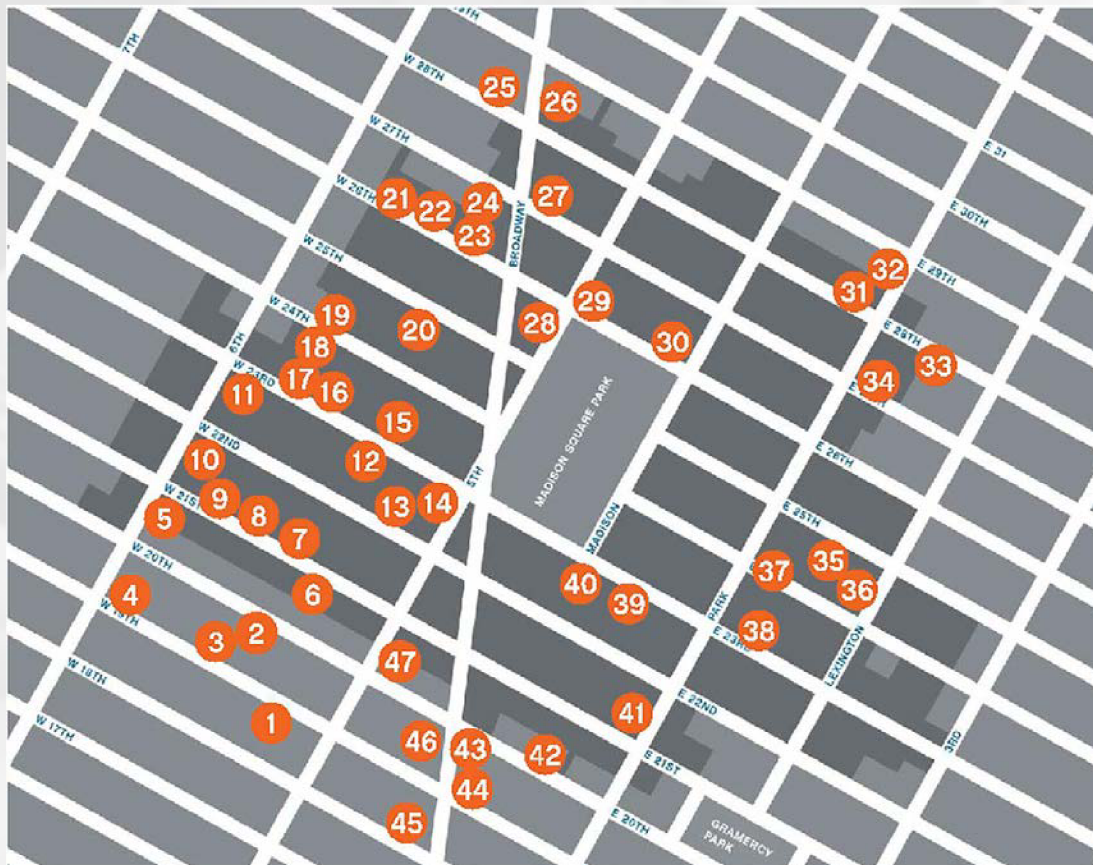 7TH
W 28TH
25
26
W 27TH
E 31
W 26TH
21
22
24
27
E 30TH
23
BROADWAY
W 25TH
32
E 29TH
31
29
W 24TH
19
28
20
E 28TH
6TH
18
30
33
W 23RD
17
16
34
11
MADISON SQUARE PARK
15
W 22ND
E 26TH
10
12
5TH
W 21ST
9
13
14
5
8
E 25TH
7
MADISON
W 20TH
35
37
40
36
6
4
39
PARK
W 19TH
2
38
3
E 23RD
LEXINGTON
47
W 18TH
E 22ND
41
1
W 17TH
46
43
42
3RD
E 21ST
44
45
E 20TH
GRAMERCY
PARK